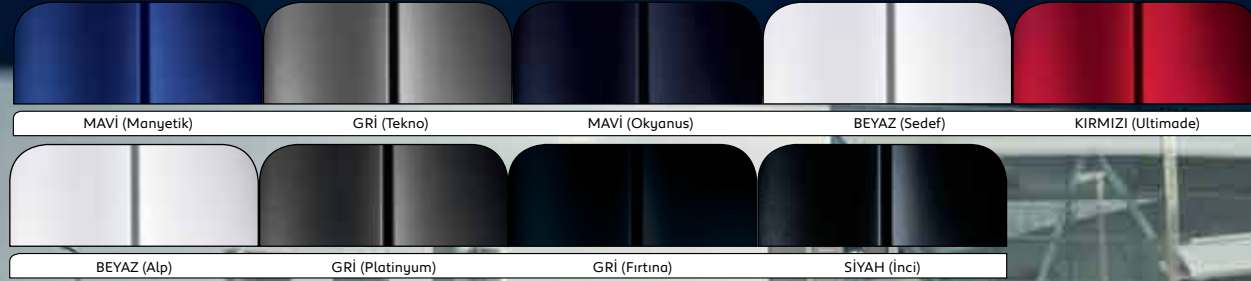 MAVİ (Manyetik) GRİ (Tekno) MAVİ (Okyanus) BEYAZ (Sedef) KIRMIZI (Ultimade)
BEYAZ (Alp) GRİ (Platinyum) GRİ (Fırtına) SİYAH (İnci)